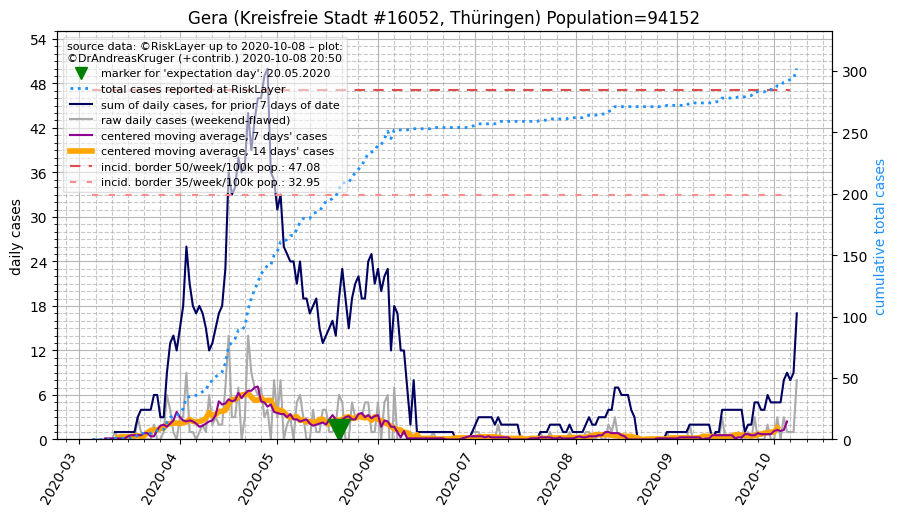 Gera (Kreisfreie Stadt #16052, Thüringen) Population=94152
source data: ©RiskLayer up to 2020-10-08 – plot:
©DrAndreasKruger (+contrib.) 2020-10-08 20:50
marker for 'expectation day': 20.05.2020
total cases reported at RiskLayer
sum of daily cases, for prior 7 days of date
raw daily cases (weekend-flawed)
centered moving average, 7 days' cases
centered moving average, 14 days' cases
incid. border 50/week/100k pop.: 47.08
incid. border 35/week/100k pop.: 32.95
daily cases
54
48
42
36
30
24
18
12
6
0
cumulative total cases
300
250
200
150
100
50
0
2020-03
2020-04
2020-05
2020-06
2020-07
2020-08
2020-09
2020-10